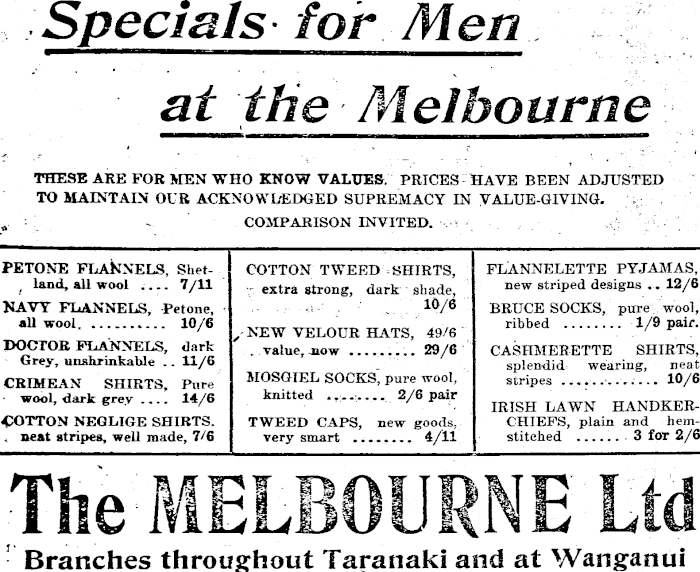 Specials for Men
at the Melbourne
THESE ARE FOR MEN WHO KNOW VALUES. PRICES HAVE BEEN ADJUSTED
TO MAINTAIN OUR ACKNOWLEDGED SUPREMACY IN VALUE-GIVING.
COMPARISON INVITED.
PETONE FLANNELS, Shet-
land, all wool .... 7/11
NAVY FLANNELS, Petone,
all wool. .......... 10/6
DOCTOR FLANNELS, dark
Grey, unshrinkable .. 11/6
CRIMEAN SHIRTS, Pure
wool, dark grey .... 14/6
COTTON NEGLIGE SHIRTS.
neat stripes, well made, 7/6
COTTON TWEED SHIRTS,
extra strong, dark shade,
10/6
NEW VELOUR HATS, 49/6
value, now ......... 29/6
MOSGIEL SOCKS, pure wool,
knitted ......... 2/6 pair
TWEED CAPS, new goods,
very smart ........ 4/11
FLANNELETTE PYJAMAS,
new striped designs .. 12/6
BRUCE SOCKS, pure wool,
ribbed ........ 1/9 pair.
CASHMERETTE SHIRTS,
splendid wearing, neat
stripes ............. 10/6
IRISH LAWN HANDKER-
CHIEFS, plain and hem-
stitched ....... 3 for 2/6
The MELBOURNE Ltd
Branches throughout Taranaki and at Wanganui